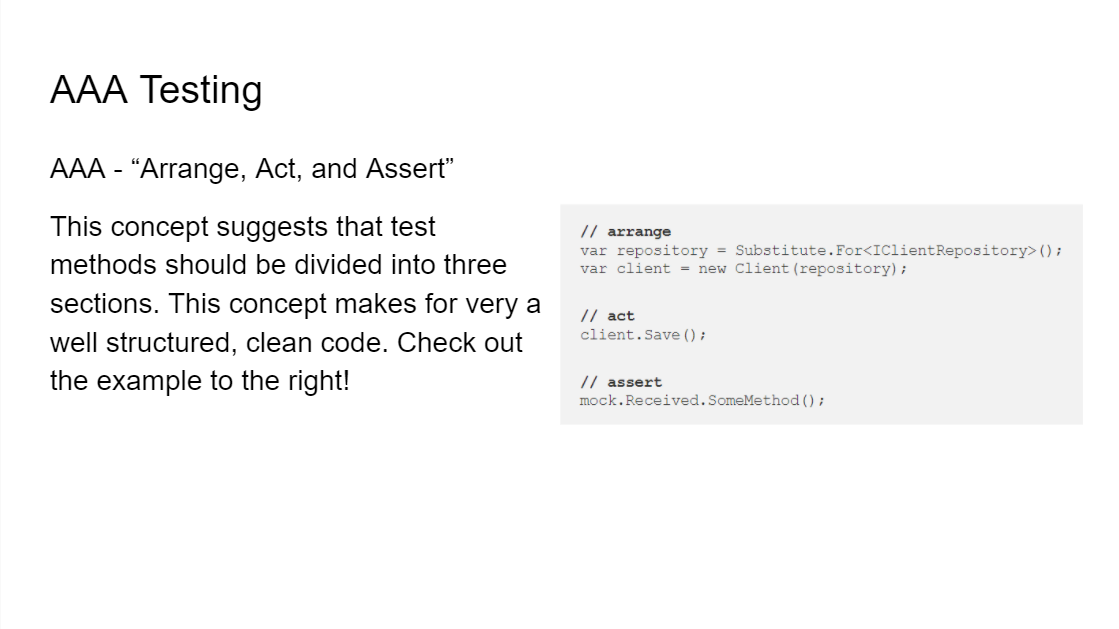 AAA Testing
AAA - “Arrange, Act, and Assert”
This concept suggests that test
methods should be divided into three
sections. This concept makes for very a
well structured, clean code. Check out
the example to the right!
// arrange
var repository = Substitute.For<IClientRepository>();
var client = new Client(repository);
// act
client.Save();
// assert
mock.Received.SomeMethod();